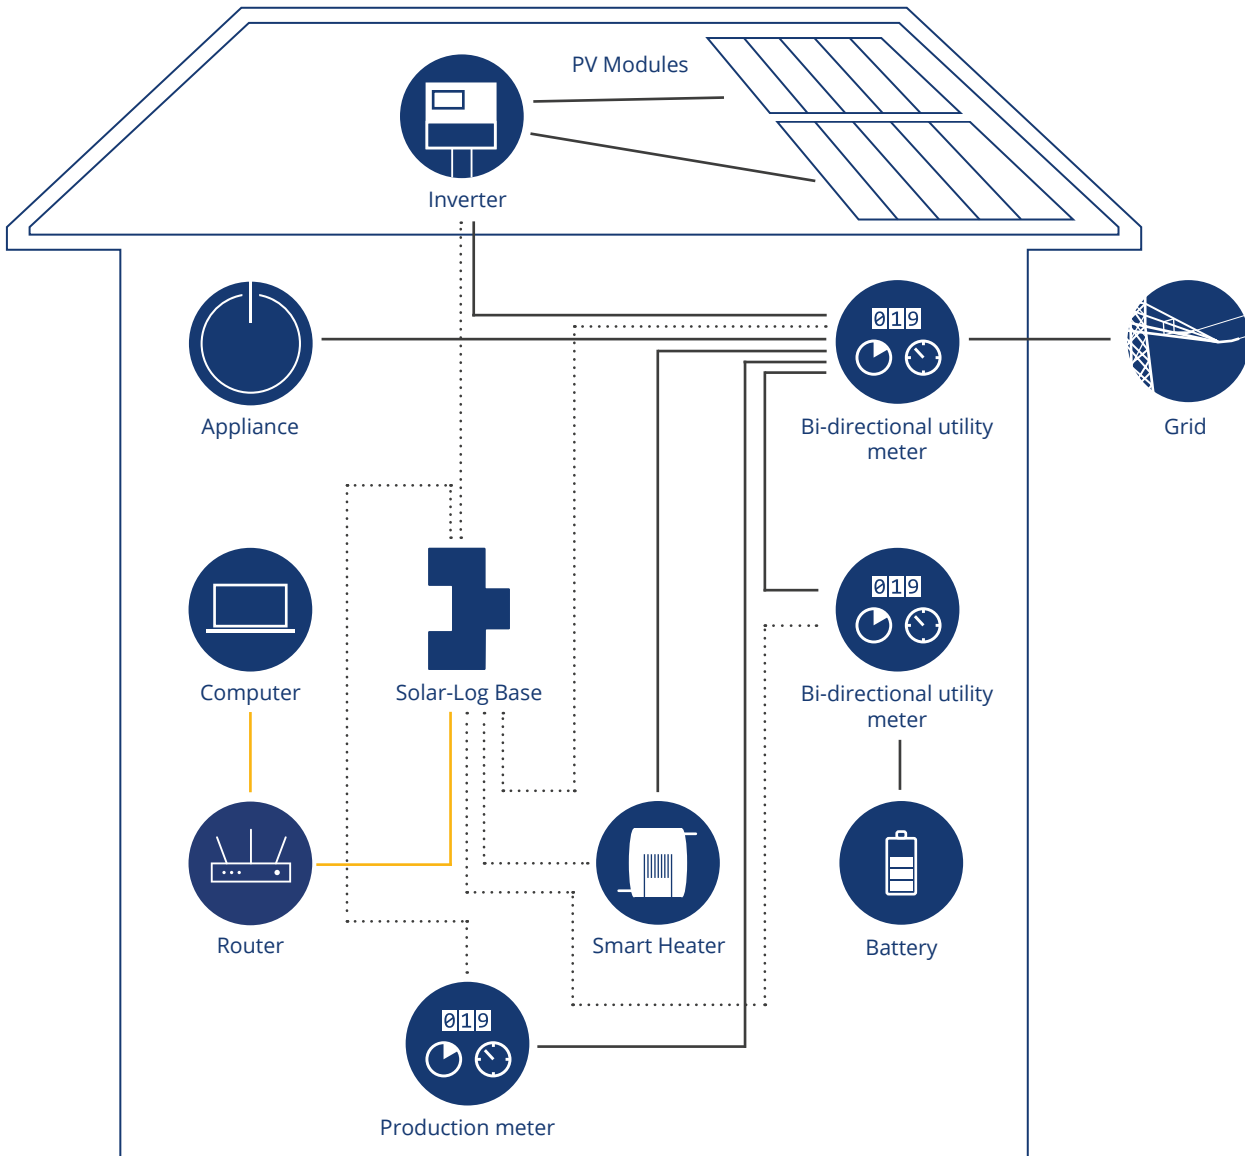 PV Modules
Inverter
019
Appliance
Bi-directional utility
meter
Grid
019
Computer
Solar-Log Base
Bi-directional utility
meter
Router
Smart Heater
Battery
019
Production meter